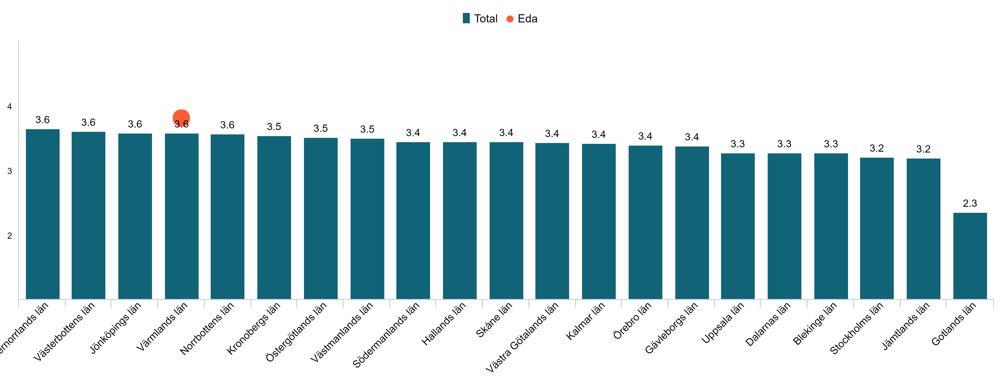 Total Eda
4
3
2
3.6 3.6 3.6 3.6 3.6 3.5 3.5 3.5 3.4 3.4 3.4 3.4 3.4 3.4 3.4 3.3 3.3 3.3 3.2 3.2 2.3
ernorrlands län
Västerbottens län
Jönköpings län
Värmlands län
Norrbottens län
Kronobergs län
Östergötlands län
Västmanlands län
Södermanlands län
Hallands län
Skåne län
Västra Götalands län
Kalmar län
Örebro län
Gävleborgs län
Uppsala län
Dalarnas län
Blekinge län
Stockholms län
Jämtlands län
Gotlands län